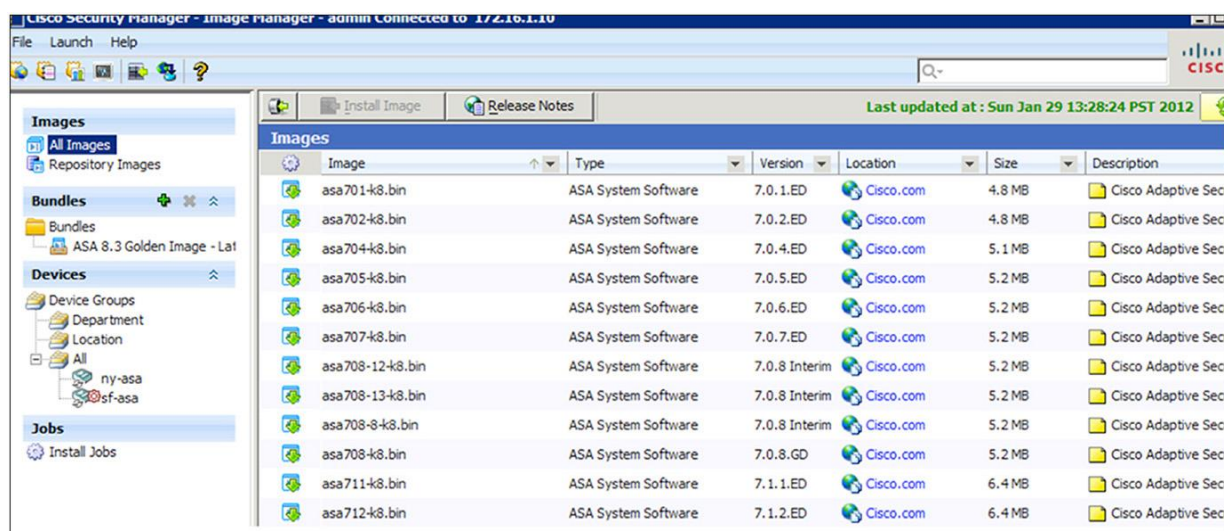 Cisco Security Manager - Image Manager - admin Connected to 172.16.1.10
File Launch Help
CISC
Install Image Release Notes Last updated at : Sun Jan 29 13:28:24 PST 2012
Images
All Images
Repository Images
Bundles
Bundles
ASA 8.3 Golden Image - Lat
Devices
Device Groups
Department
Location
All
ny-asa
sf-asa
Jobs
Install Jobs
Images
Image Type Version Location Size Description
asa701-k8.bin ASA System Software 7.0.1.ED Cisco.com 4.8 MB Cisco Adaptive Sec
asa702-k8.bin ASA System Software 7.0.2.ED Cisco.com 4.8 MB Cisco Adaptive Sec
asa704-k8.bin ASA System Software 7.0.4.ED Cisco.com 5.1 MB Cisco Adaptive Sec
asa705-k8.bin ASA System Software 7.0.5.ED Cisco.com 5.2 MB Cisco Adaptive Sec
asa706-k8.bin ASA System Software 7.0.6.ED Cisco.com 5.2 MB Cisco Adaptive Sec
asa707-k8.bin ASA System Software 7.0.7.ED Cisco.com 5.2 MB Cisco Adaptive Sec
asa708-12-k8.bin ASA System Software 7.0.8 Interim Cisco.com 5.2 MB Cisco Adaptive Sec
asa708-13-k8.bin ASA System Software 7.0.8 Interim Cisco.com 5.2 MB Cisco Adaptive Sec
asa708-8-k8.bin ASA System Software 7.0.8 Interim Cisco.com 5.2 MB Cisco Adaptive Sec
asa708-k8.bin ASA System Software 7.0.8.GD Cisco.com 5.2 MB Cisco Adaptive Sec
asa711-k8.bin ASA System Software 7.1.1.ED Cisco.com 6.4 MB Cisco Adaptive Sec
asa712-k8.bin ASA System Software 7.1.2.ED Cisco.com 6.4 MB Cisco Adaptive Sec